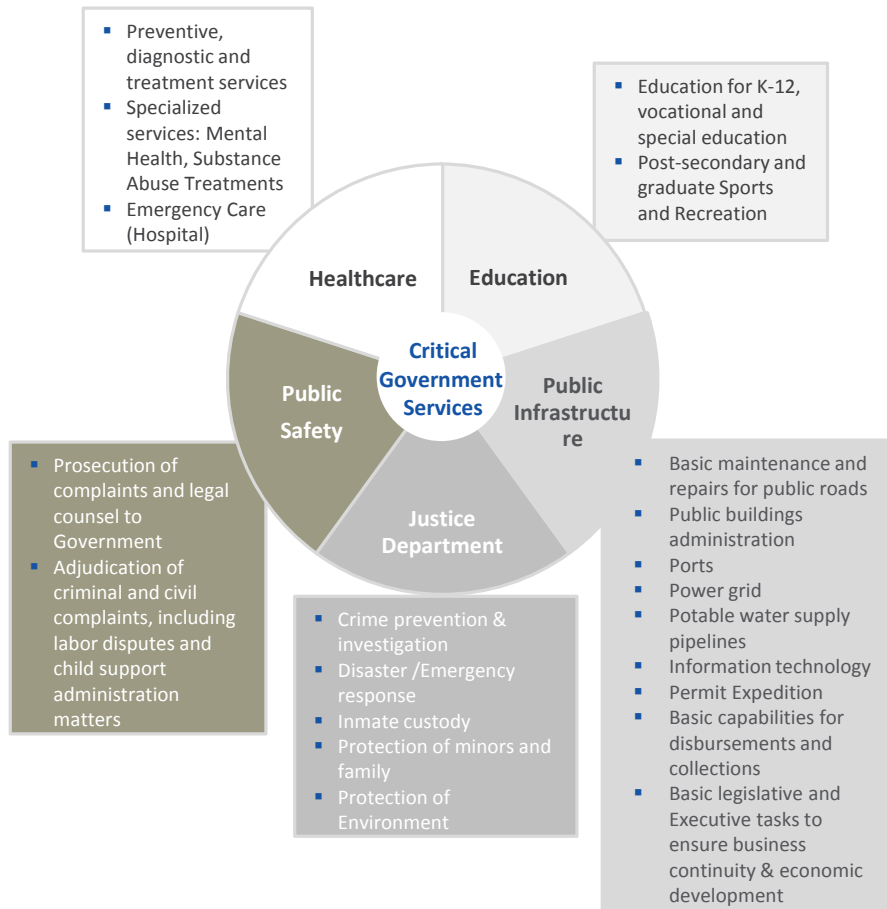 Preventive,
diagnostic and
treatment services
Specialized
services: Mental
Health, Substance
Abuse Treatments
Emergency Care
(Hospital)
Education for K-12,
vocational and
special education
Post-secondary and
graduate Sports
and Recreation
Healthcare
Education
Critical
Government
Services
Public
Safety
Public
Infrastructu
re
Justice
Department
Prosecution of
complaints and legal
counsel to
Government
Adjudication of
criminal and civil
complaints, including
labor disputes and
child support
administration
matters
Crime prevention &
investigation
Disaster /Emergency
response
Inmate custody
Protection of minors and
family
Protection of
Environment
Basic maintenance and
repairs for public roads
Public buildings
administration
Ports
Power grid
Potable water supply
pipelines
Information technology
Permit Expedition
Basic capabilities for
disbursements and
collections
Basic legislative and
Executive tasks to
ensure business
continuity & economic
development